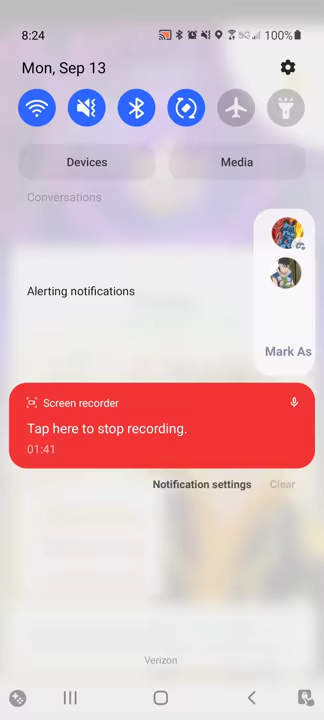 8:24
5G 100%
Mon, Sep 13
Devices
Media
Conversations
Alerting notifications
Mark As
Screen recorder
Tap here to stop recording.
01:41
Notification settings
Clear
Verizon